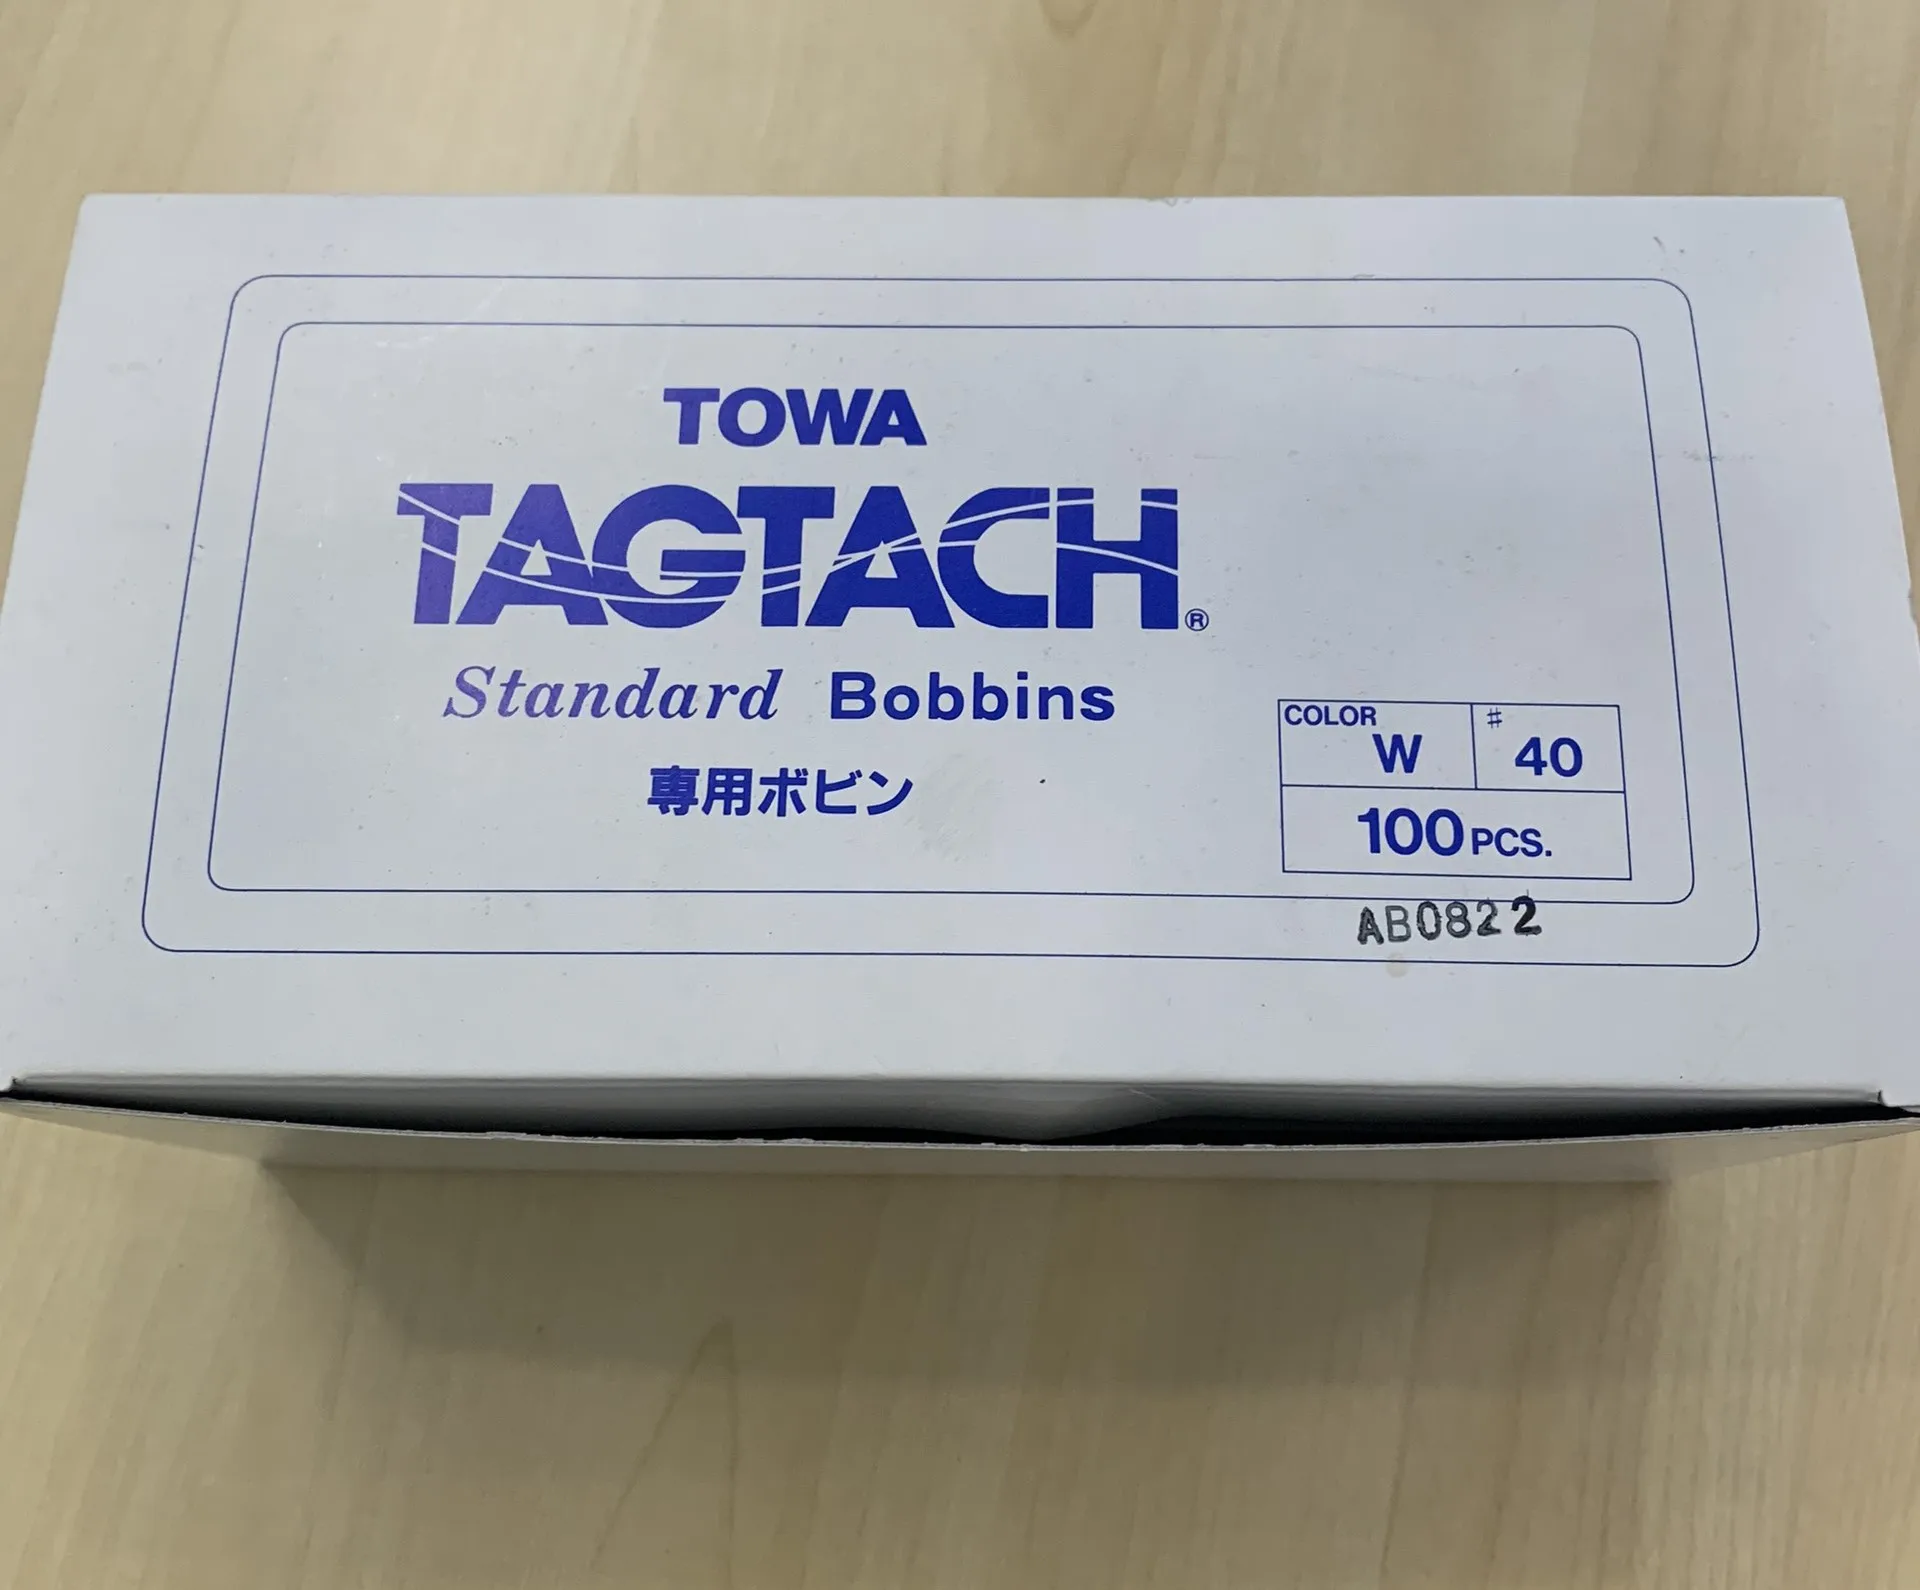 TOWA
TAGTACH®
Standard Bobbins
専用ボビン
COLOR
W
#
40
100 PCS.
AB0822